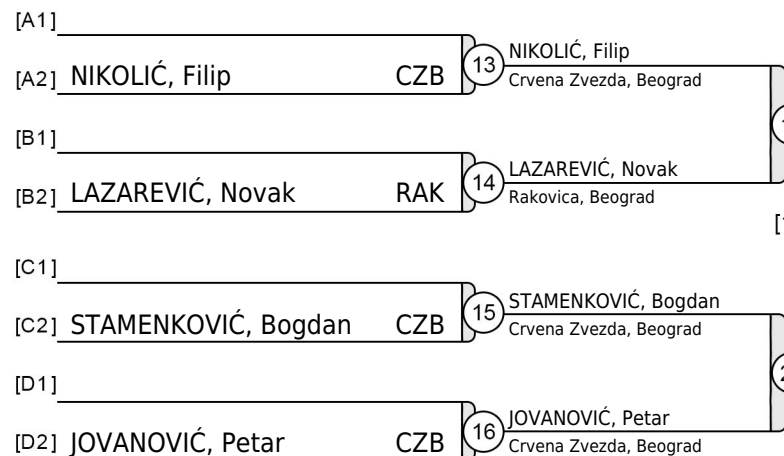 [A1]
[A2] NIKOLIĆ, Filip CZB
13
NIKOLIĆ, Filip
Crvena Zvezda, Beograd
[B1]
[B2] LAZAREVIĆ, Novak RAK
14
LAZAREVIĆ, Novak
Rakovica, Beograd
[C1]
[C2] STAMENKOVIĆ, Bogdan CZB
15
STAMENKOVIĆ, Bogdan
Crvena Zvezda, Beograd
[D1]
[D2] JOVANOVIĆ, Petar CZB
16
JOVANOVIĆ, Petar
Crvena Zvezda, Beograd